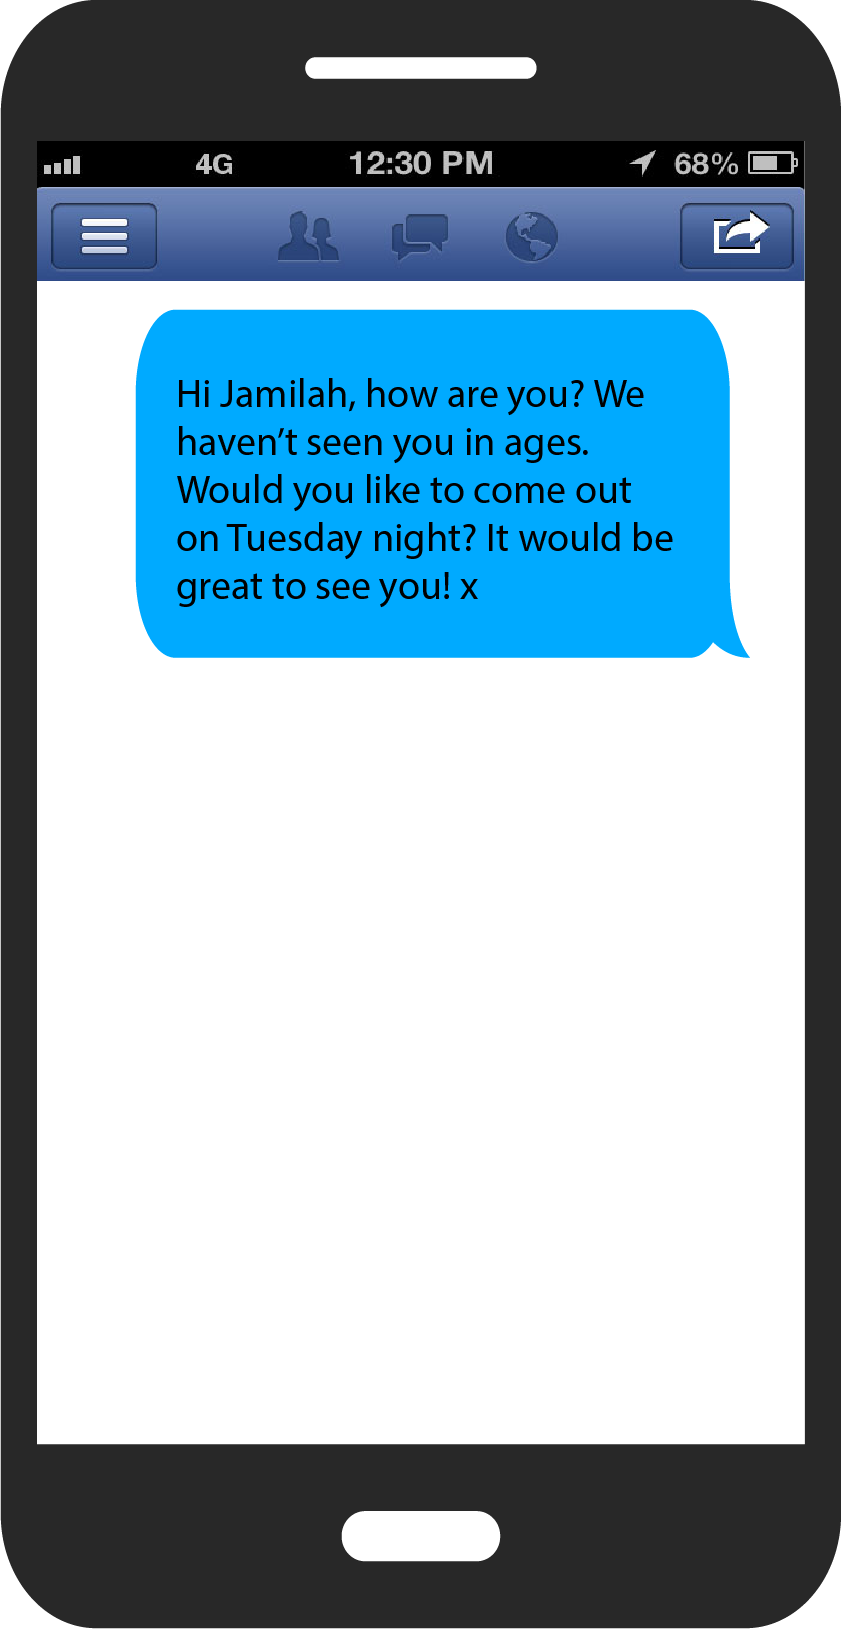 4G 12:30 PM 68%
Hi Jamilah, how are you? We
haven’t seen you in ages.
Would you like to come out
on Tuesday night? It would be
great to see you! x